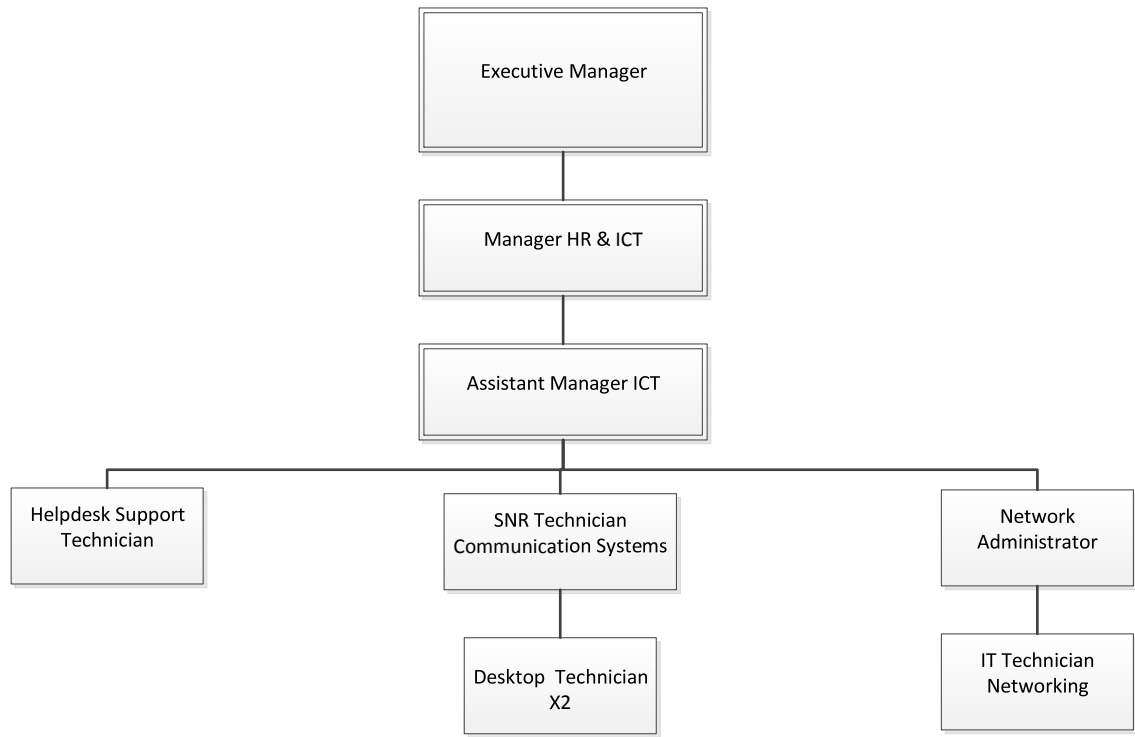 Executive Manager
Manager HR & ICT
Assistant Manager ICT
Helpdesk Support
Technician
SNR Technician
Communication Systems
Network
Administrator
Desktop  Technician
X2
IT Technician
Networking